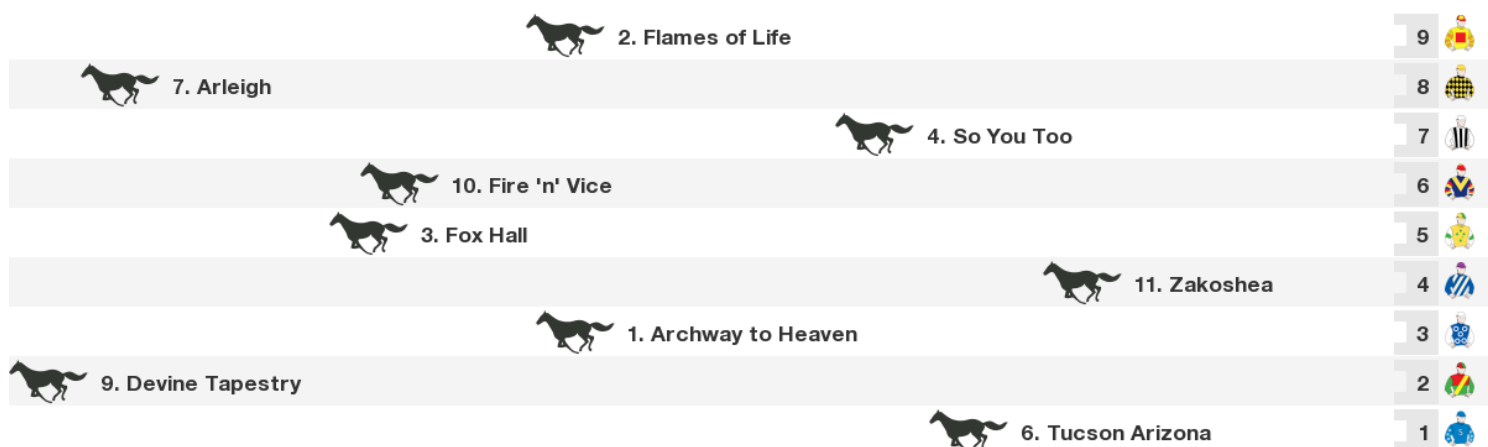 2. Flames of Life 9
7. Arleigh 8
4. So You Too 7
10. Fire 'n' Vice 6
3. Fox Hall 5
11. Zakoshea 4
1. Archway to Heaven 3
9. Devine Tapestry 2
6. Tucson Arizona 1